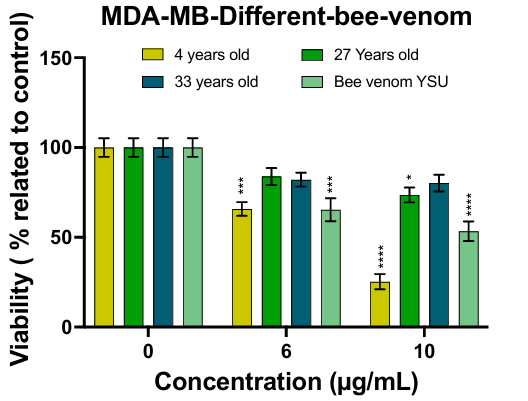 MDA-MB-Different-bee-venom
Viability ( % related to control)
150
100
50
0
4 years old
27 Years old
33 years old
Bee venom YSU
***
***
****
*
****
0
6
10
Concentration (µg/mL)